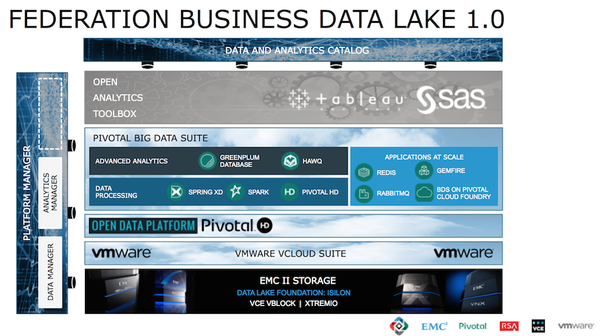 FEDERATION BUSINESS DATA LAKE 1.0
DATA AND ANALYTICS CATALOG
PLATFORM MANAGER
ANALYTICS MANAGER
DATA MANAGER
OPEN
ANALYTICS
TOOLBOX
+ a b l e a u
sas
PIVOTAL BIG DATA SUITE
ADVANCED ANALYTICS
GREENPLUM
DATABASE
HAWQ
DATA
PROCESSING
SPRING XD
SPARK
HD
PIVOTAL HD
APPLICATIONS AT SCALE
REDIS
GEMFIRE
RABBITMQ
BDS ON PIVOTAL
CLOUD FOUNDRY
OPEN DATA PLATFORM Pivotal HD
vmware
VMWARE VCLOUD SUITE
vmware
EMC II STORAGE
DATA LAKE FOUNDATION: ISILON
VCE VBLOCK | XTREMIO
VNX
EMC²
Pivotal
RSA
VCE
vmware